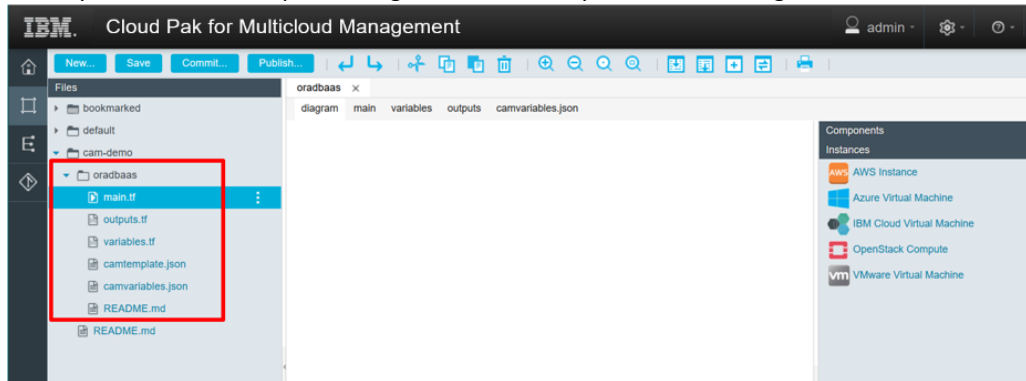 IBM. Cloud Pak for Multicloud Management
admin
New... Save Commit... Publish...
Files
bookmarked
default
cam-demo
oradbaas
main.tf
outputs.tf
variables.tf
camtemplate.json
camvariables.json
README.md
README.md
oradbaas ×
diagram main variables outputs camvariables.json
Components
Instances
aws AWS Instance
Azure Virtual Machine
IBM Cloud Virtual Machine
OpenStack Compute
vm VMware Virtual Machine